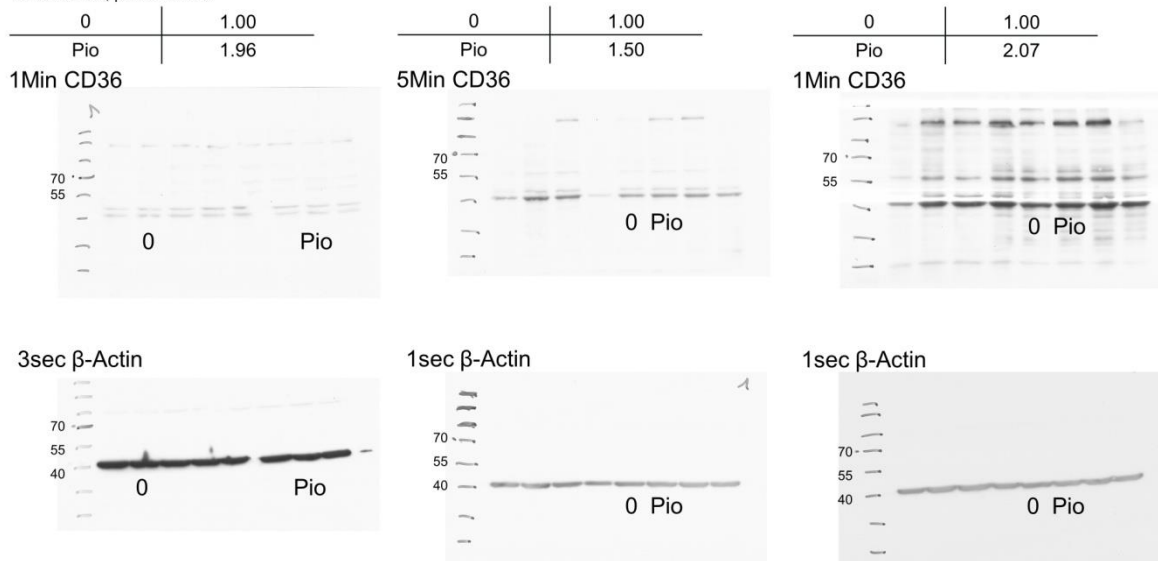 0 1.00
Pio 1.96
0 1.00
Pio 1.50
0 1.00
Pio 2.07
1Min CD36
5Min CD36
1Min CD36
1
70
55
0 Pio
70
55
0 Pio
70
55
0 Pio
3sec β-Actin
1sec β-Actin
1sec β-Actin
70
55
40
0 Pio
1
70
55
40
0 Pio
70
55
40
0 Pio